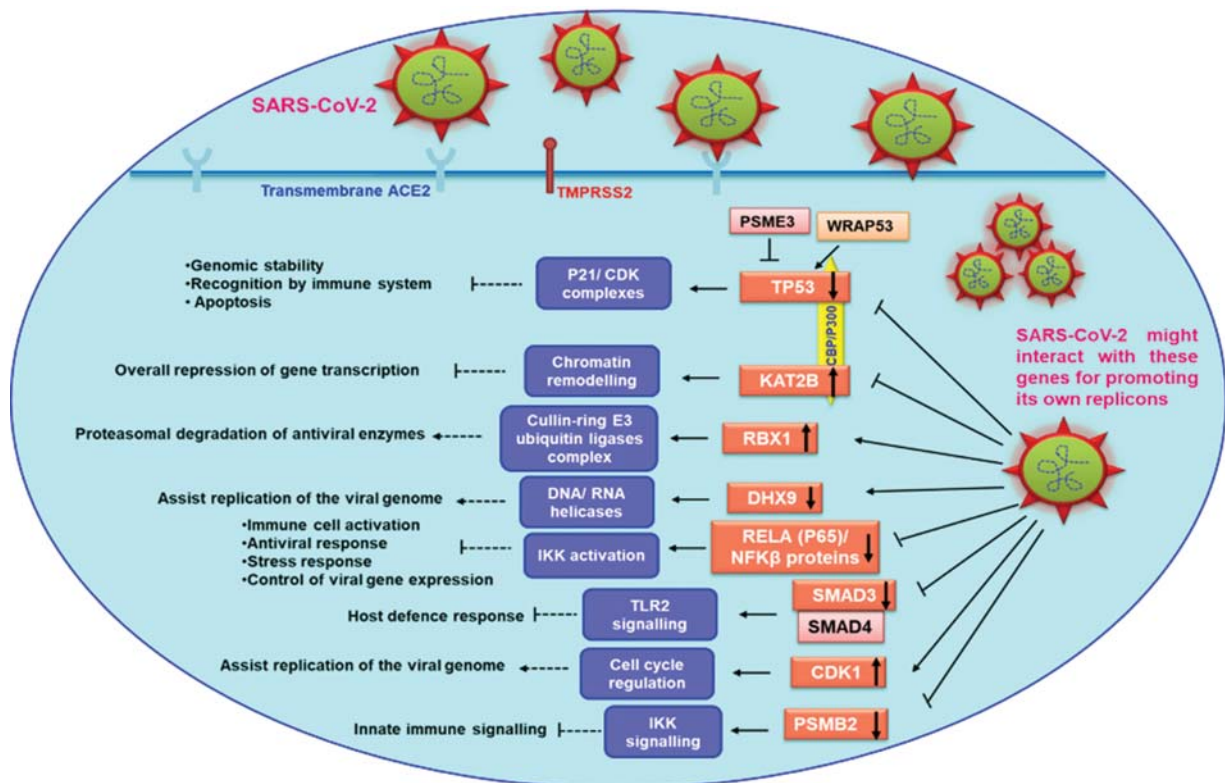 SARS-CoV-2
Transmembrane ACE2
TMPRSS2
PSME3
WRAP53
•Genomic stability
•Recognition by immune system
• Apoptosis
P21/ CDK
complexes
TP53
CBP/P300
SARS-CoV-2 might
interact with these
genes for promoting
its own replicons
Overall repression of gene transcription
Chromatin
remodelling
KAT2B
Proteasomal degradation of antiviral enzymes
Cullin-ring E3
ubiquitin ligases
complex
RBX1
Assist replication of the viral genome
DNA/ RNA
helicases
DHX9
•Immune cell activation
•Antiviral response
•Stress response
•Control of viral gene expression
IKK activation
RELA (P65)/
NFKβ proteins
Host defence response
TLR2
signalling
SMAD3
SMAD4
Assist replication of the viral genome
Cell cycle
regulation
CDK1
Innate immune signalling
IKK
signalling
PSMB2